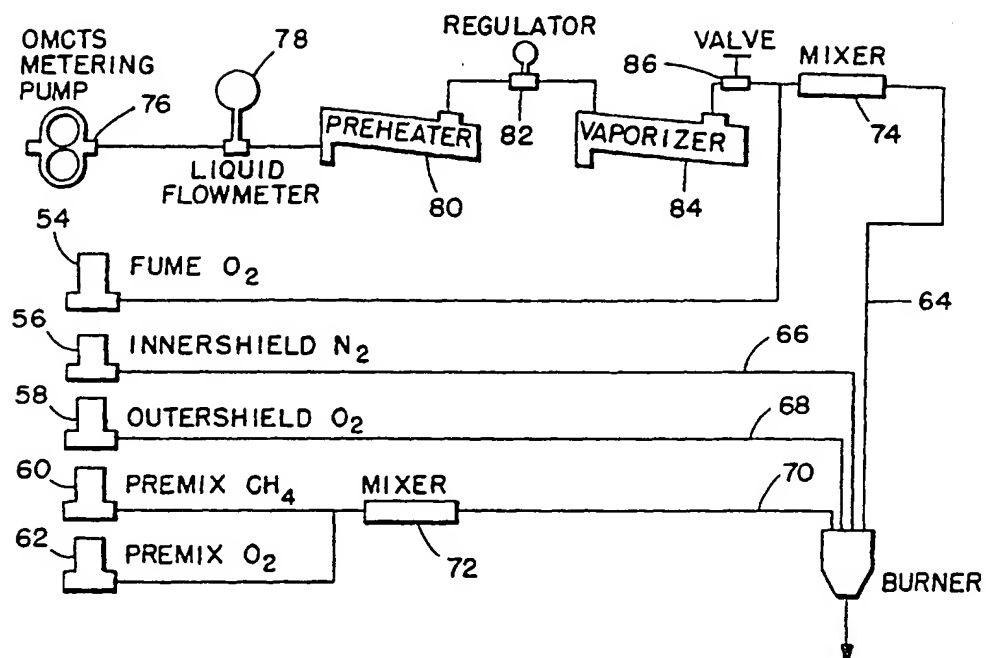 OMCTS
METERING
PUMP
76
78
LIQUID
FLOWMETER
PREHEATER
80
REGULATOR
82
VAPORIZER
84
VALVE
86
MIXER
74
54
FUME O₂
64
56
INNERSHIELD N₂
66
58
OUTERSHIELD O₂
68
60
PREMIX CH₄
MIXER
72
70
62
PREMIX O₂
BURNER